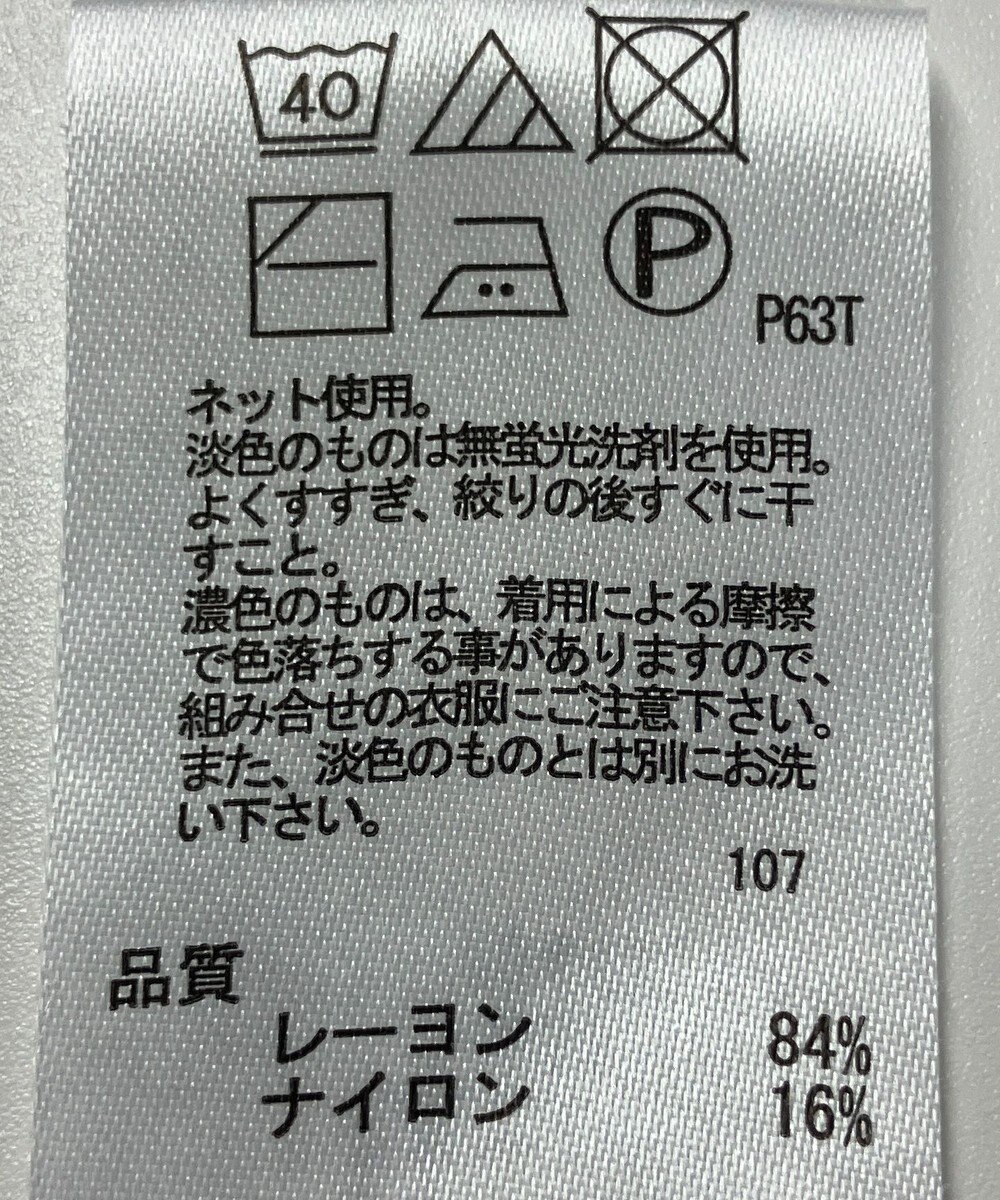 40
P
P63T
ネット使用。
淡色のものは無蛍光洗剤を使用。
よくすすぎ、絞りの後すぐに干
すこと。
濃色のものは、着用による摩擦
で色落ちする事がありますので、
組み合せの衣服にご注意下さい。
また、淡色のものとは別にお洗
い下さい。
107
品質
レーヨン 84%
ナイロン 16%